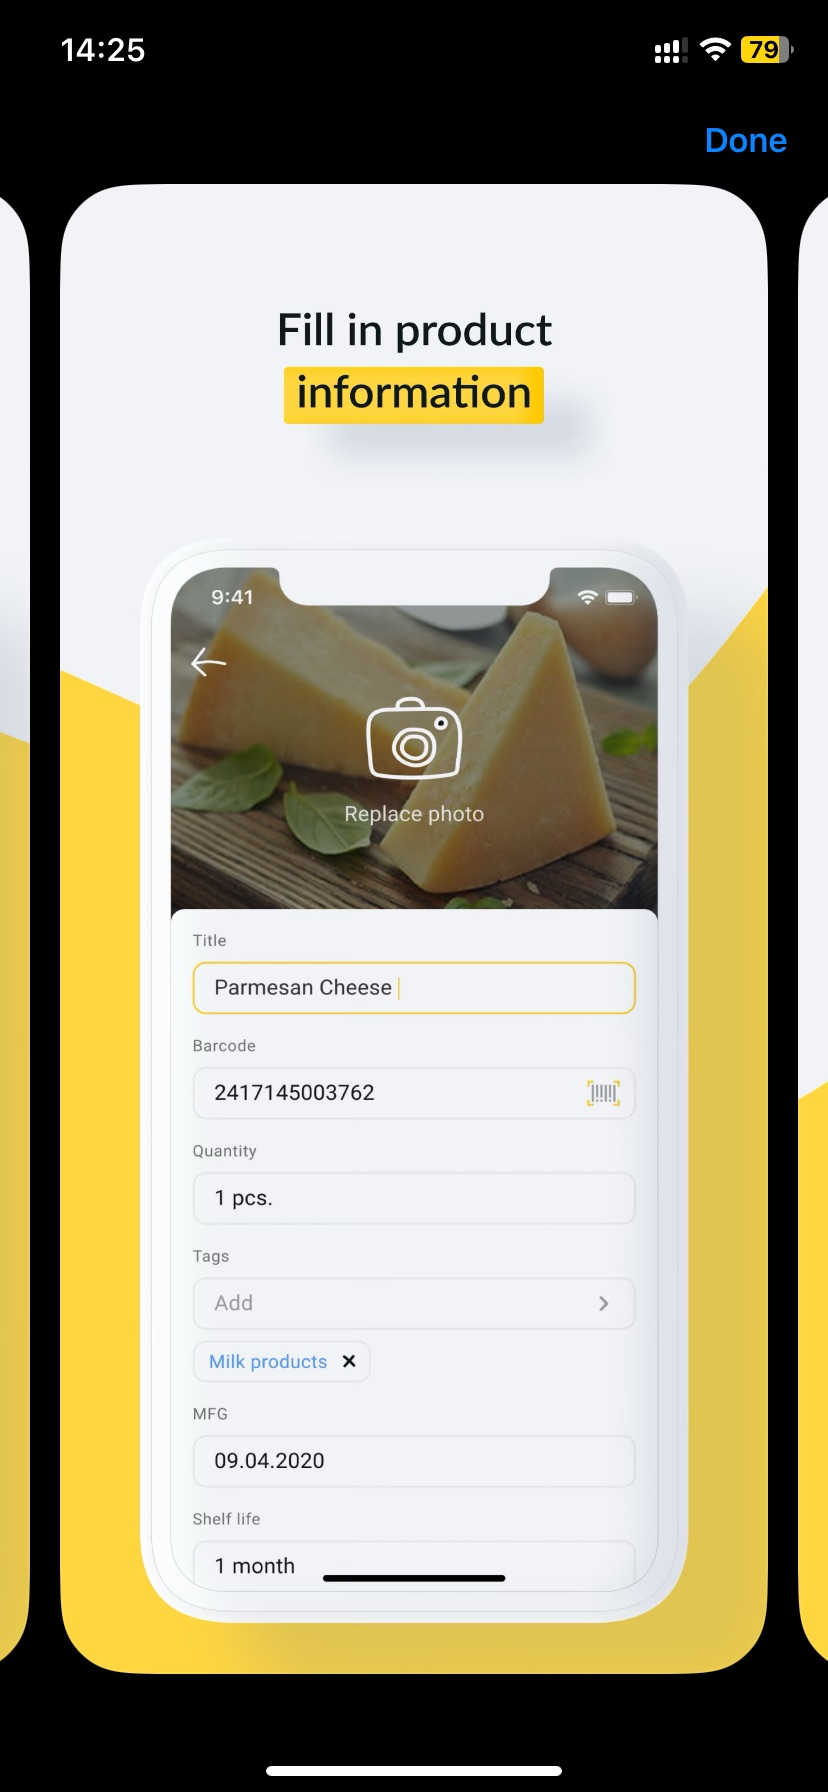 14:25
79
Done
Fill in product
information
9:41
Replace photo
Title
Parmesan Cheese
Barcode
2417145003762
Quantity
1 pcs.
Tags
Add
Milk products
MFG
09.04.2020
Shelf life
1 month